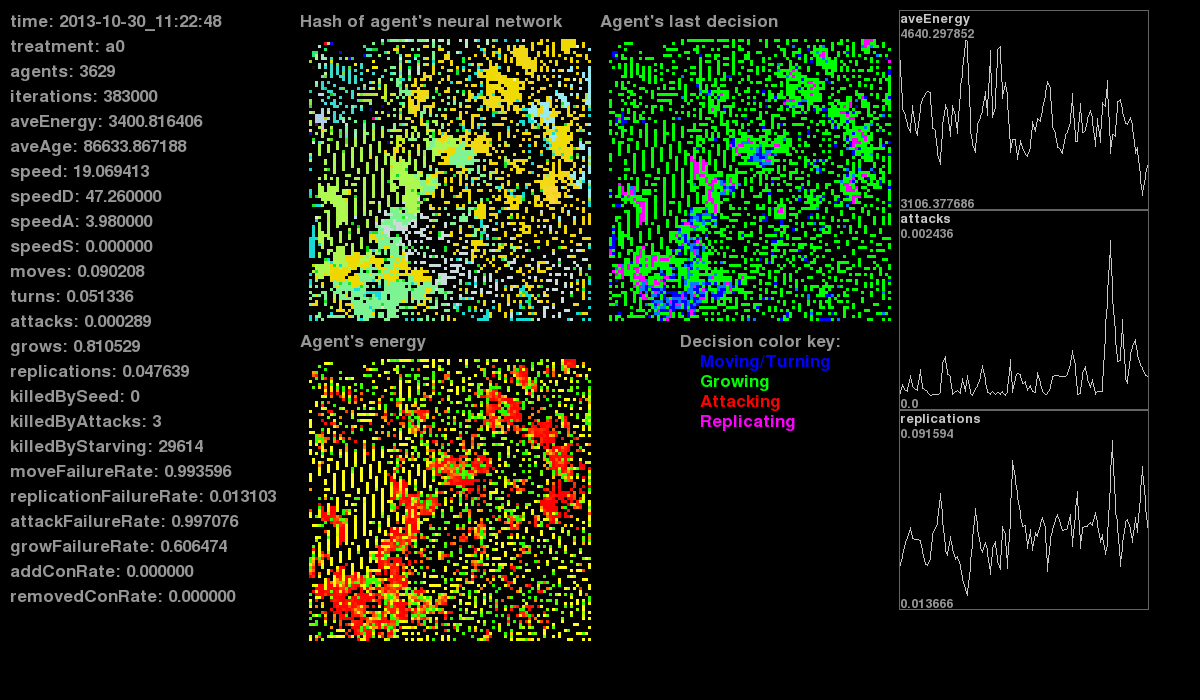 time: 2013-10-30_11:22:48
treatment: a0
agents: 3629
iterations: 383000
aveEnergy: 3400.816406
aveAge: 86633.867188
speed: 19.069413
speedD: 47.260000
speedA: 3.980000
speedS: 0.000000
moves: 0.090208
turns: 0.051336
attacks: 0.000289
grows: 0.810529
replications: 0.047639
killedBySeed: 0
killedByAttacks: 3
killedByStarving: 29614
moveFailureRate: 0.993596
replicationFailureRate: 0.013103
attackFailureRate: 0.997076
growFailureRate: 0.606474
addConRate: 0.000000
removedConRate: 0.000000
Hash of agent's neural network
Agent's last decision
Agent's energy
Decision color key:
Moving/Turning
Growing
Attacking
Replicating
aveEnergy
4640.297852
3106.377686
attacks
0.002436
0.0
replications
0.091594
0.013666